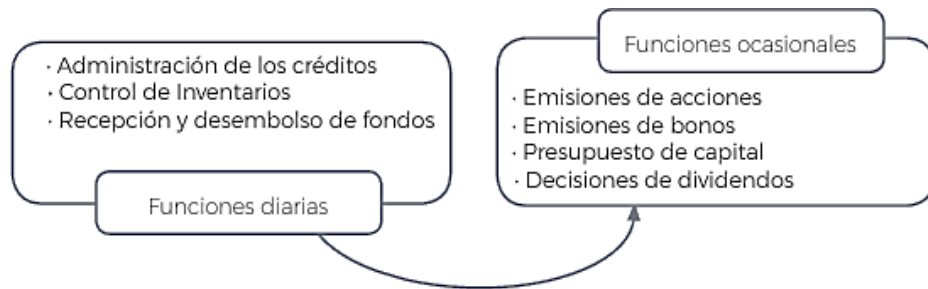 · Administración de los créditos
· Control de Inventarios
· Recepción y desembolso de fondos
Funciones diarias
Funciones ocasionales
· Emisiones de acciones
· Emisiones de bonos
· Presupuesto de capital
· Decisiones de dividendos